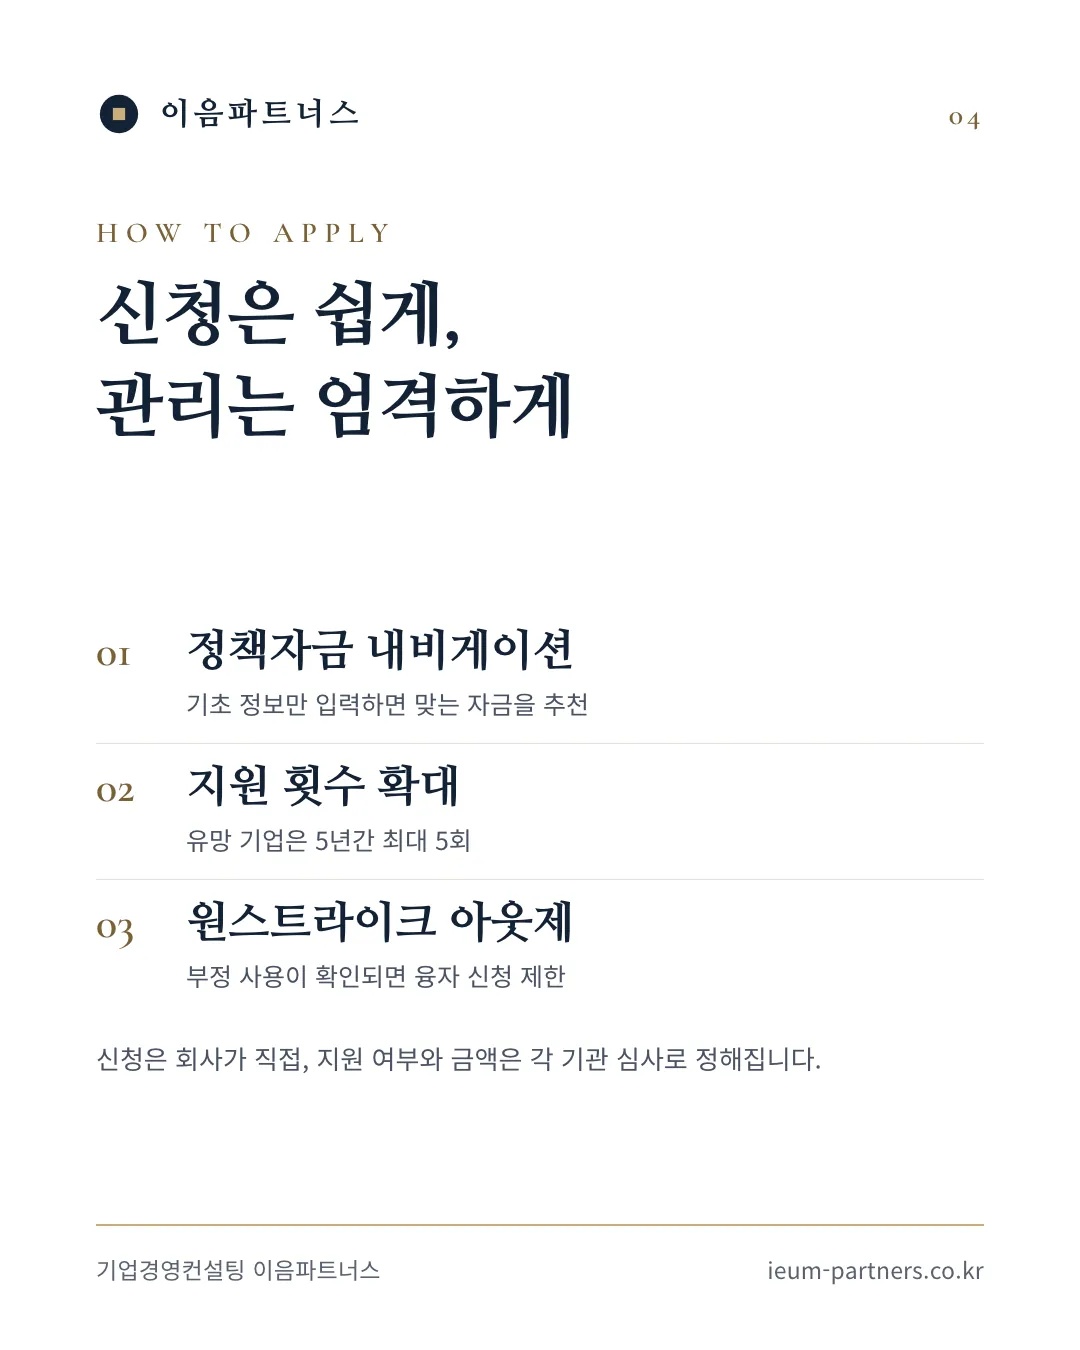 이음파트너스
04
HOW TO APPLY
신청은 쉽게,
관리는 엄격하게
01
정책자금 내비게이션
기초 정보만 입력하면 맞는 자금을 추천
02
지원 횟수 확대
유망 기업은 5년간 최대 5회
03
원스트라이크 아웃제
부정 사용이 확인되면 융자 신청 제한
신청은 회사가 직접, 지원 여부와 금액은 각 기관 심사로 정해집니다.
기업경영컨설팅 이음파트너스
ieum-partners.co.kr